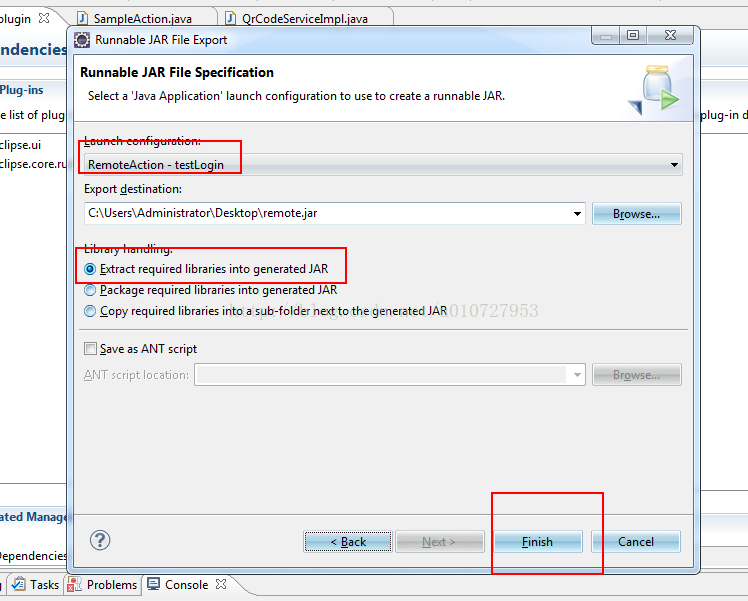 plugin
SampleAction.java
QrCodeServiceImpl.java
Runnable JAR File Export
ndencies
Runnable JAR File Specification
Plug-ins
Select a 'Java Application' launch configuration to use to create a runnable JAR.
e list of plug
plug-in d
Launch configuration:
clipse.ui
clipse.core.ru
RemoteAction - testLogin
Export destination:
C:\Users\Administrator\Desktop\remote.jar
Browse...
Library handling:
Extract required libraries into generated JAR
Package required libraries into generated JAR
Copy required libraries into a sub-folder next to the generated JAR
Save as ANT script
ANT script location:
Browse...
ated Manage
< Back
Next >
Finish
Cancel
Dependencies
Tasks
Problems
Console